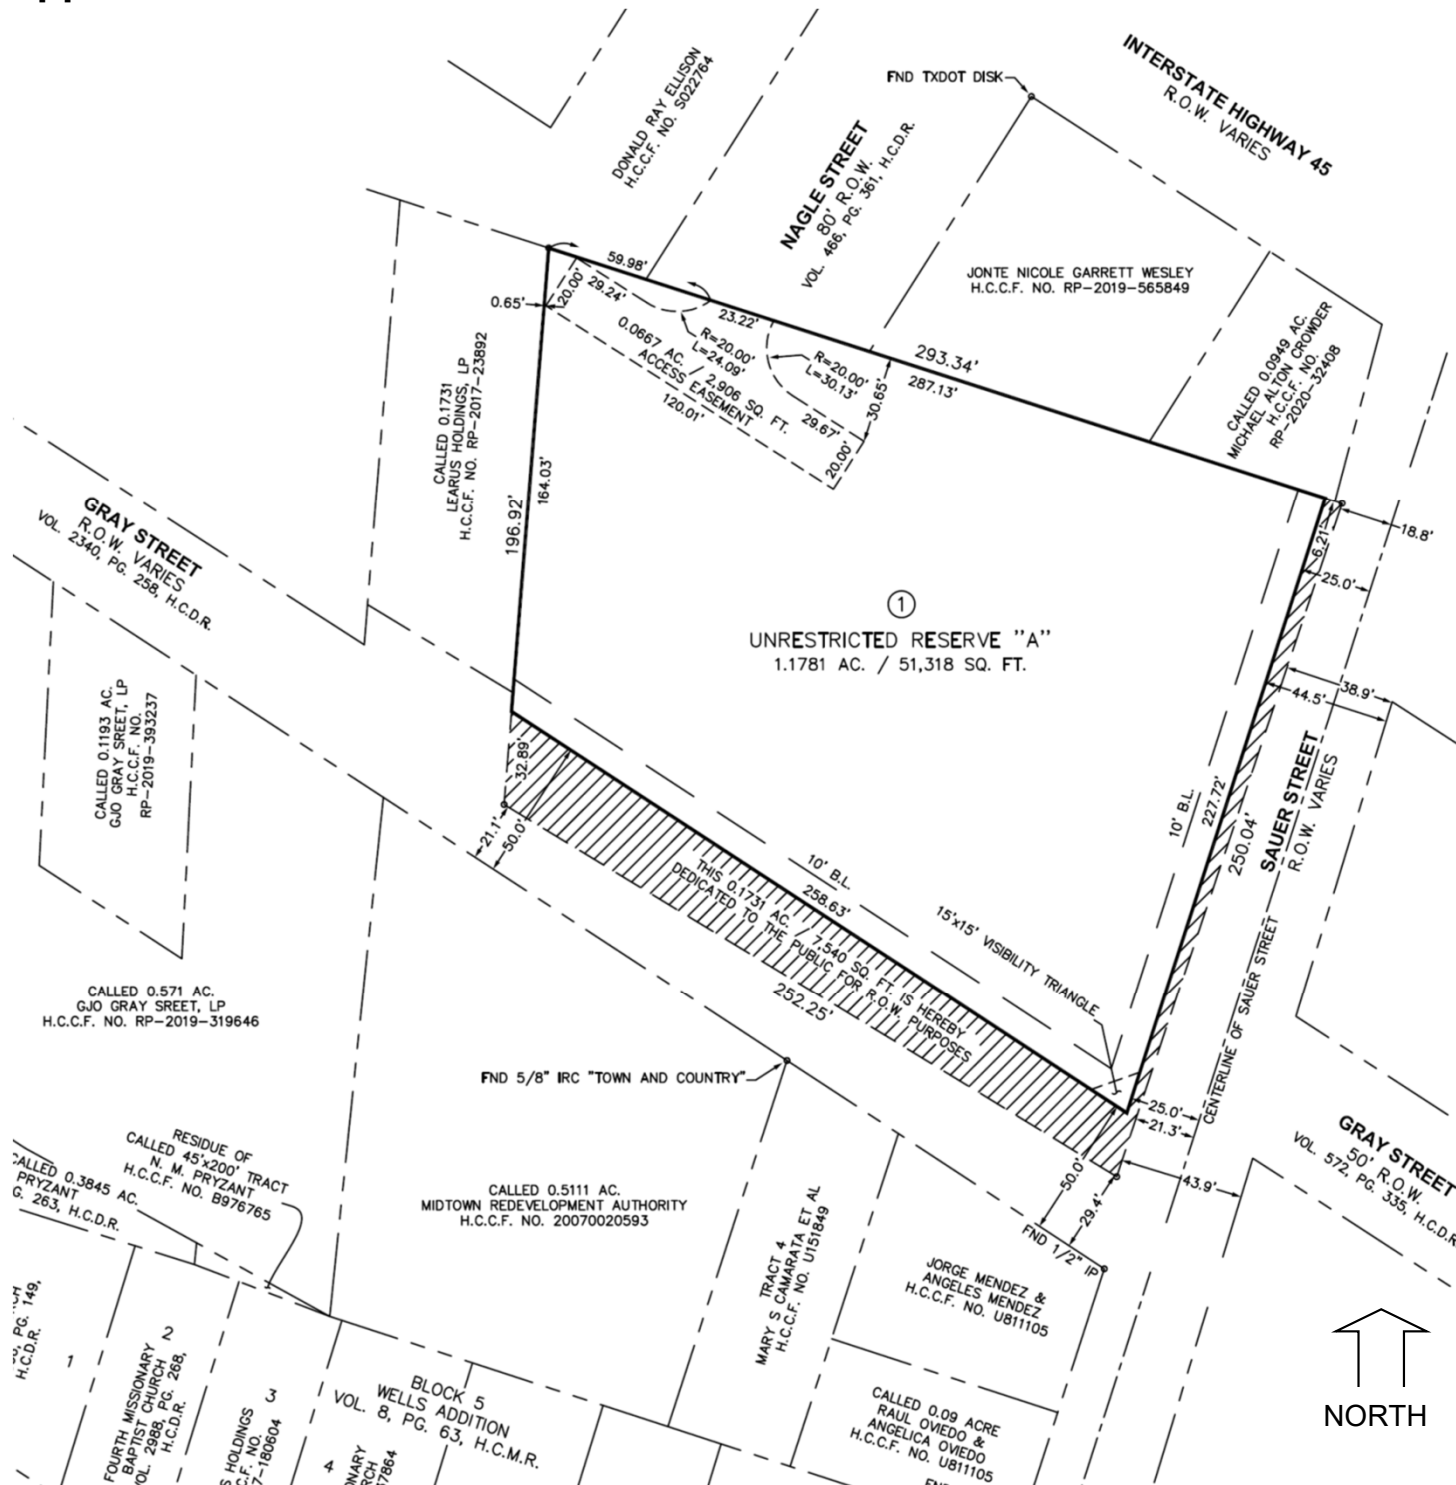 FND TXDOT DISK
INTERSTATE HIGHWAY 45
R.O.W. VARIES
DONALD RAY ELLISON
H.C.C.F. NO. S022764
NAGLE STREET
80' R.O.W.
VOL. 466, PG. 361, H.C.D.R.
JONTE NICOLE GARRETT WESLEY
H.C.C.F. NO. RP-2019-565849
CALLED 0.0949 AC.
MICHAEL ALTON CROWDER
H.C.C.F. NO.
RP-2020-32408
59.98'
29.24'
20.00'
0.65'
23.22'
R=20.00'
L=24.09'
R=20.00'
L=30.13'
0.0667 AC. / 2,906 SQ. FT.
ACCESS EASEMENT
120.01'
29.67'
20.00'
30.65'
293.34'
287.13'
CALLED 0.1731
LEARUS HOLDINGS, LP
H.C.C.F. NO. RP-2017-23892
164.03'
196.92'
GRAY STREET
R.O.W. VARIES
VOL. 2340, PG. 258, H.C.D.R.
18.8'
6.21'
25.0'
1
UNRESTRICTED RESERVE "A"
1.1781 AC. / 51,318 SQ. FT.
38.9'
44.5'
CALLED 0.1193 AC.
GJO GRAY SREET, LP
H.C.C.F. NO.
RP-2019-393237
32.89'
21.1'
50.0'
10' B.L.
227.72'
250.04'
SAUER STREET
R.O.W. VARIES
10' B.L.
258.63'
THIS 0.1731 AC. / 7,540 SQ. FT. IS HEREBY
DEDICATED TO THE PUBLIC FOR R.O.W. PURPOSES
252.25'
15'x15' VISIBILITY TRIANGLE
CENTERLINE OF SAUER STREET
CALLED 0.571 AC.
GJO GRAY SREET, LP
H.C.C.F. NO. RP-2019-319646
FND 5/8" IRC "TOWN AND COUNTRY"
25.0'
21.3'
43.9'
50.0'
29.4'
FND 1/2" IP
GRAY STREET
50' R.O.W.
VOL. 572, PG. 335, H.C.D.R
RESIDUE OF
CALLED 45'x200' TRACT
N. M. PRYZANT
H.C.C.F. NO. B976765
CALLED 0.3845 AC.
PRYZANT
G. 263, H.C.D.R.
CALLED 0.5111 AC.
MIDTOWN REDEVELOPMENT AUTHORITY
H.C.C.F. NO. 20070020593
TRACT 4
MARY S CAMARATA ET AL
H.C.C.F. NO. U151849
JORGE MENDEZ &
ANGELES MENDEZ
H.C.C.F. NO. U811105
PG. 149,
H.C.D.R.
1
2
FOURTH MISSIONARY
BAPTIST CHURCH
VOL. 2988, PG. 268,
H.C.D.R.
3
HOLDINGS
NO.
7-180604
4
BLOCK 5
WELLS ADDITION
VOL. 8, PG. 63, H.C.M.R.
CALLED 0.09 ACRE
RAUL OVIEDO &
ANGELICA OVIEDO
H.C.C.F. NO. U811105
NORTH